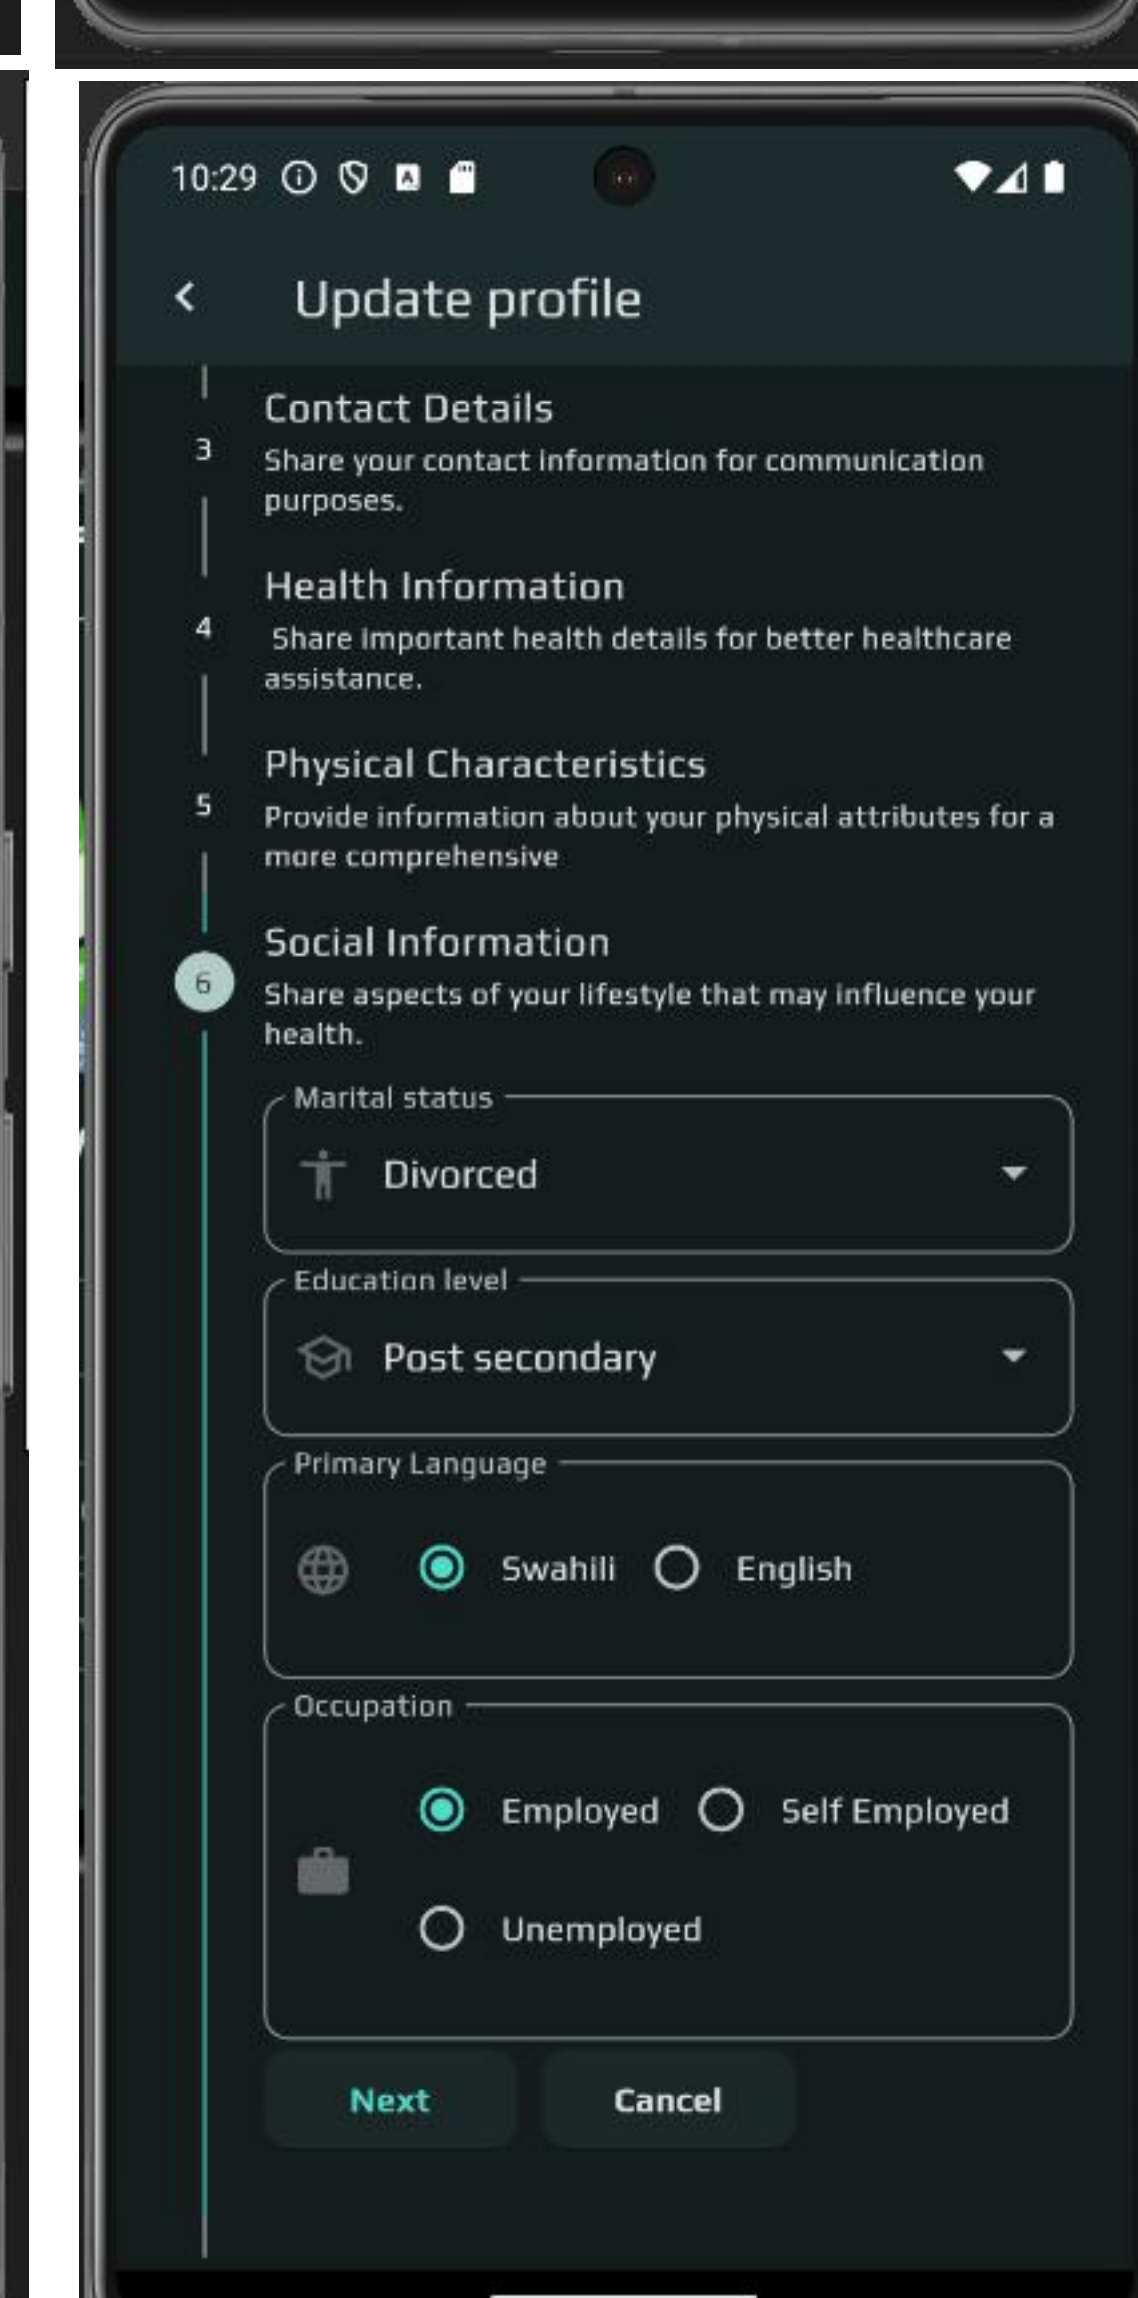 10:29
Update profile
Contact Details
3
Share your contact information for communication
purposes.
Health Information
4
Share important health details for better healthcare
assistance.
Physical Characteristics
5
Provide information about your physical attributes for a
more comprehensive
Social Information
6
Share aspects of your lifestyle that may influence your
health.
Marital status
Divorced
Education level
Post secondary
Primary Language
Swahili English
Occupation
Employed Self Employed
Unemployed
Next Cancel